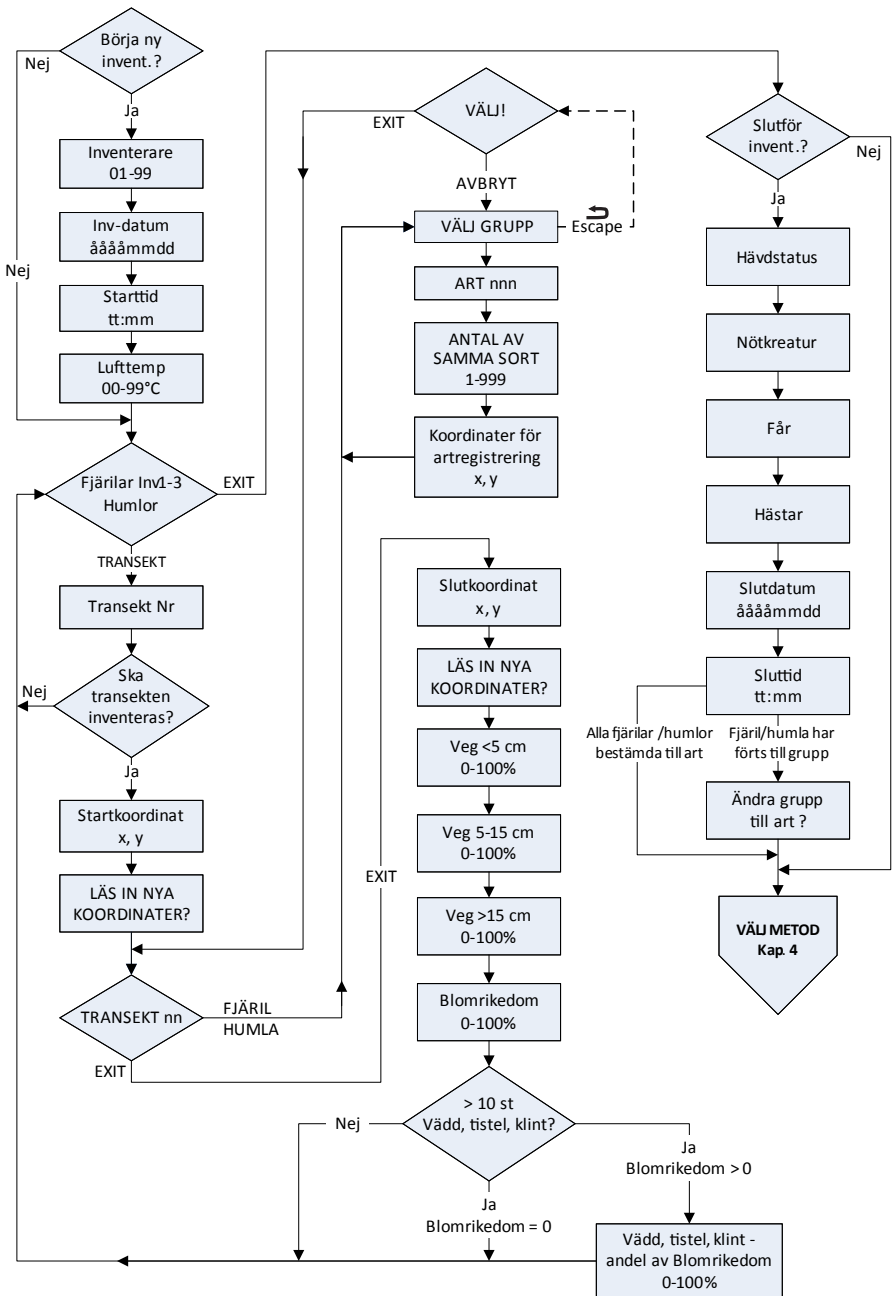 Börja ny
invent.?
Nej
Ja
Inventerare
01-99
Inv-datum
ååååmmdd
Nej
Starttid
tt:mm
Lufttemp
00-99°C
Fjärilar Inv1-3
Humlor
EXIT
TRANSEKT
Transekt Nr
Ska
transekten
inventeras?
Nej
Ja
Startkoordinat
x, y
LÄS IN NYA
KOORDINATER?
TRANSEKT nn
FJÄRIL
HUMLA
EXIT
VÄLJ!
EXIT
AVBRYT
VÄLJ GRUPP
Escape
ART nnn
ANTAL AV
SAMMA SORT
1-999
Koordinater för
artregistrering
x, y
EXIT
Slutkoordinat
x, y
LÄS IN NYA
KOORDINATER?
Veg <5 cm
0-100%
Veg 5-15 cm
0-100%
Veg >15 cm
0-100%
Blomrikedom
0-100%
> 10 st
Vädd, tistel, klint?
Nej
Ja
Blomrikedom = 0
Ja
Blomrikedom > 0
Vädd, tistel, klint -
andel av Blomrikedom
0-100%
Slutför
invent.?
Nej
Ja
Hävdstatus
Nötkreatur
Får
Hästar
Slutdatum
ååååmmdd
Sluttid
tt:mm
Alla fjärilar /humlor
bestämda till art
Fjäril/humla har
förts till grupp
Ändra grupp
till art ?
VÄLJ METOD
Kap. 4